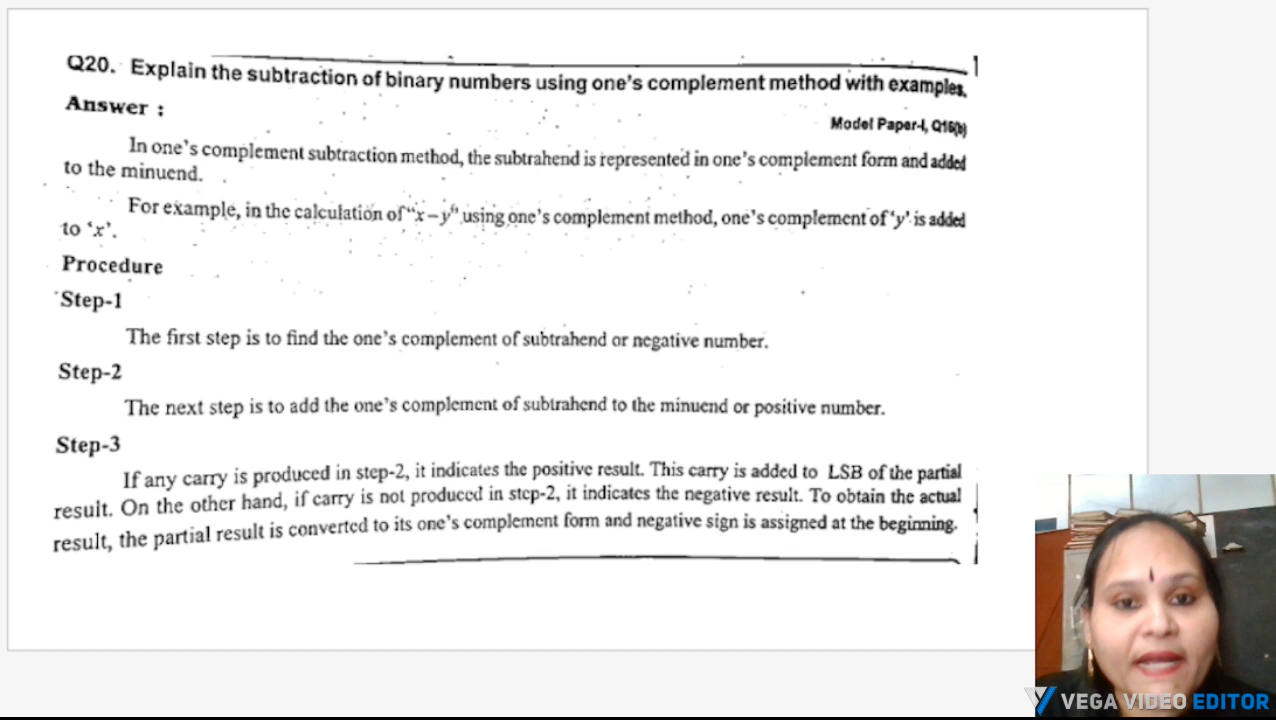 Q20. Explain the subtraction of binary numbers using one's complement method with examples.
Answer :
Model Paper-I, Q16(b)
In one's complement subtraction method, the subtrahend is represented in one's complement form and added
to the minuend.
For example, in the calculation of "x – y" using one's complement method, one's complement of 'y' is added
to 'x'.
Procedure
Step-1
The first step is to find the one's complement of subtrahend or negative number.
Step-2
The next step is to add the one's complement of subtrahend to the minuend or positive number.
Step-3
If any carry is produced in step-2, it indicates the positive result. This carry is added to LSB of the partial
result. On the other hand, if carry is not produced in step-2, it indicates the negative result. To obtain the actual
result, the partial result is converted to its one's complement form and negative sign is assigned at the beginning.
VEGA VIDEO EDITOR